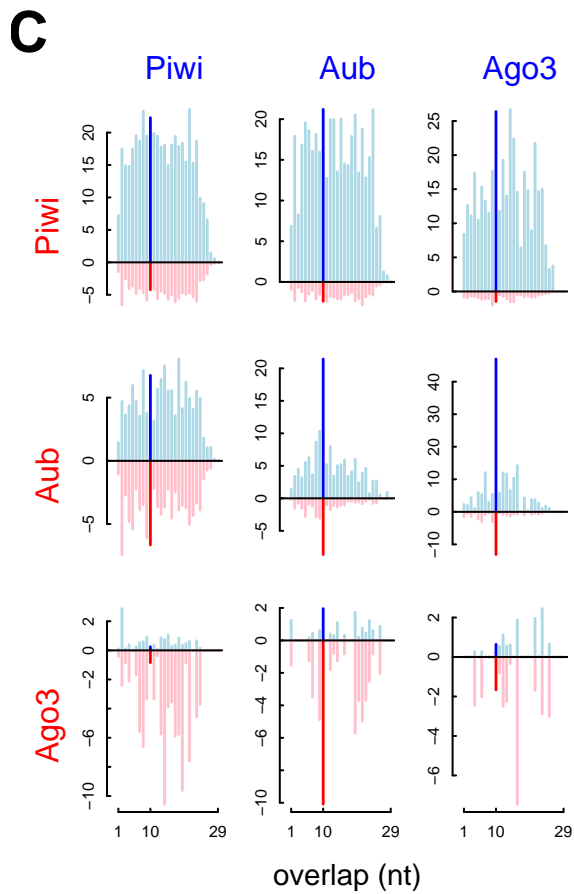 C
Piwi Aub Ago3
Piwi
20 15 10 5 0 −5
20 15 10 5 0
25 20 15 10 5 0
Aub
5 0 −5
20 15 10 5 0 −5
40 30 20 10 0 −10
Ago3
2 0 −2 −4 −6 −10
2 0 −2 −4 −6 −8 −10
2 0 −2 −4 −6
1 10 29 1 10 29 1 10 29
overlap (nt)